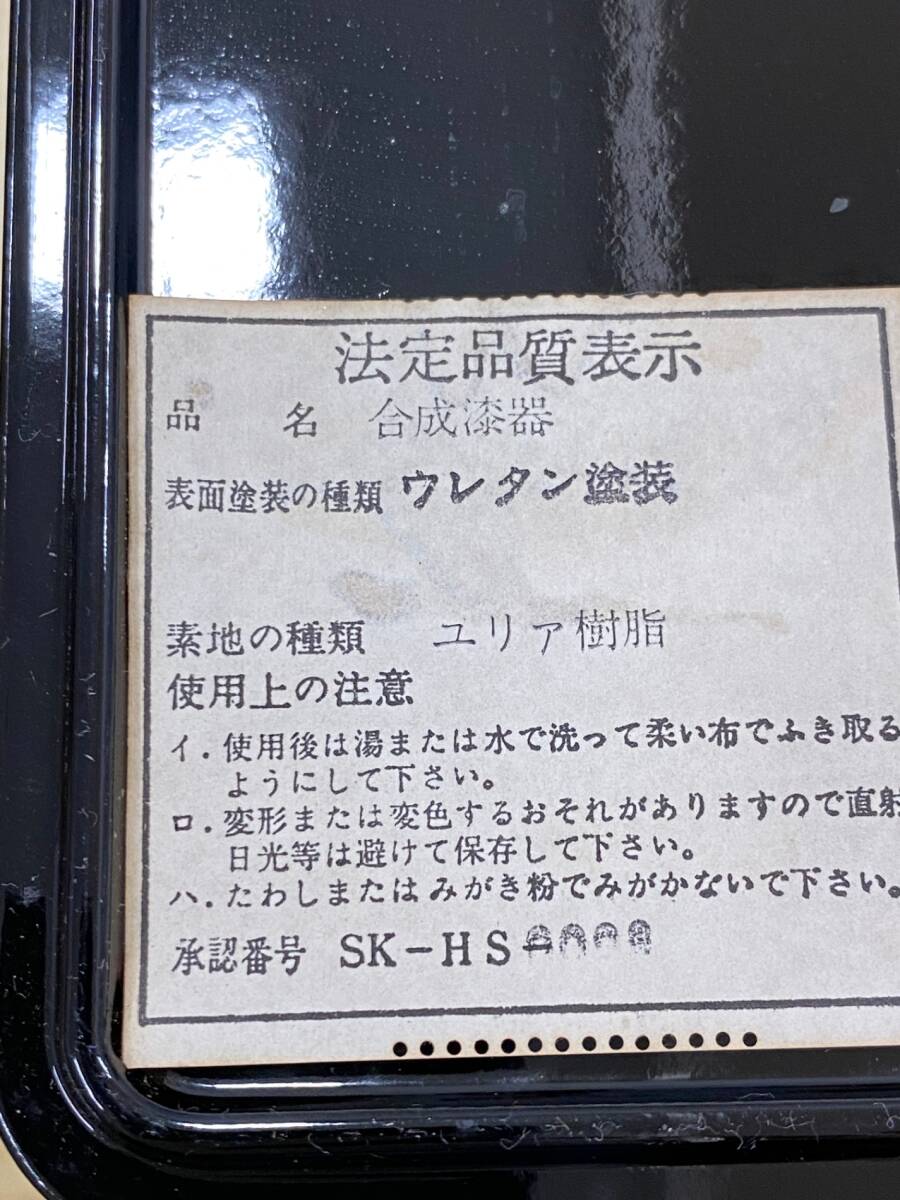 法定品質表示
品 名 合成漆器
表面塗装の種類 ウレタン塗装
素地の種類 ユリア樹脂
使用上の注意
イ．使用後は湯または水で洗って柔い布でふき取る
ようにして下さい。
ロ．変形または変色するおそれがありますので直射
日光等は避けて保存して下さい。
ハ．たわしまたはみがき粉でみがかないで下さい。
承認番号 SK-HS